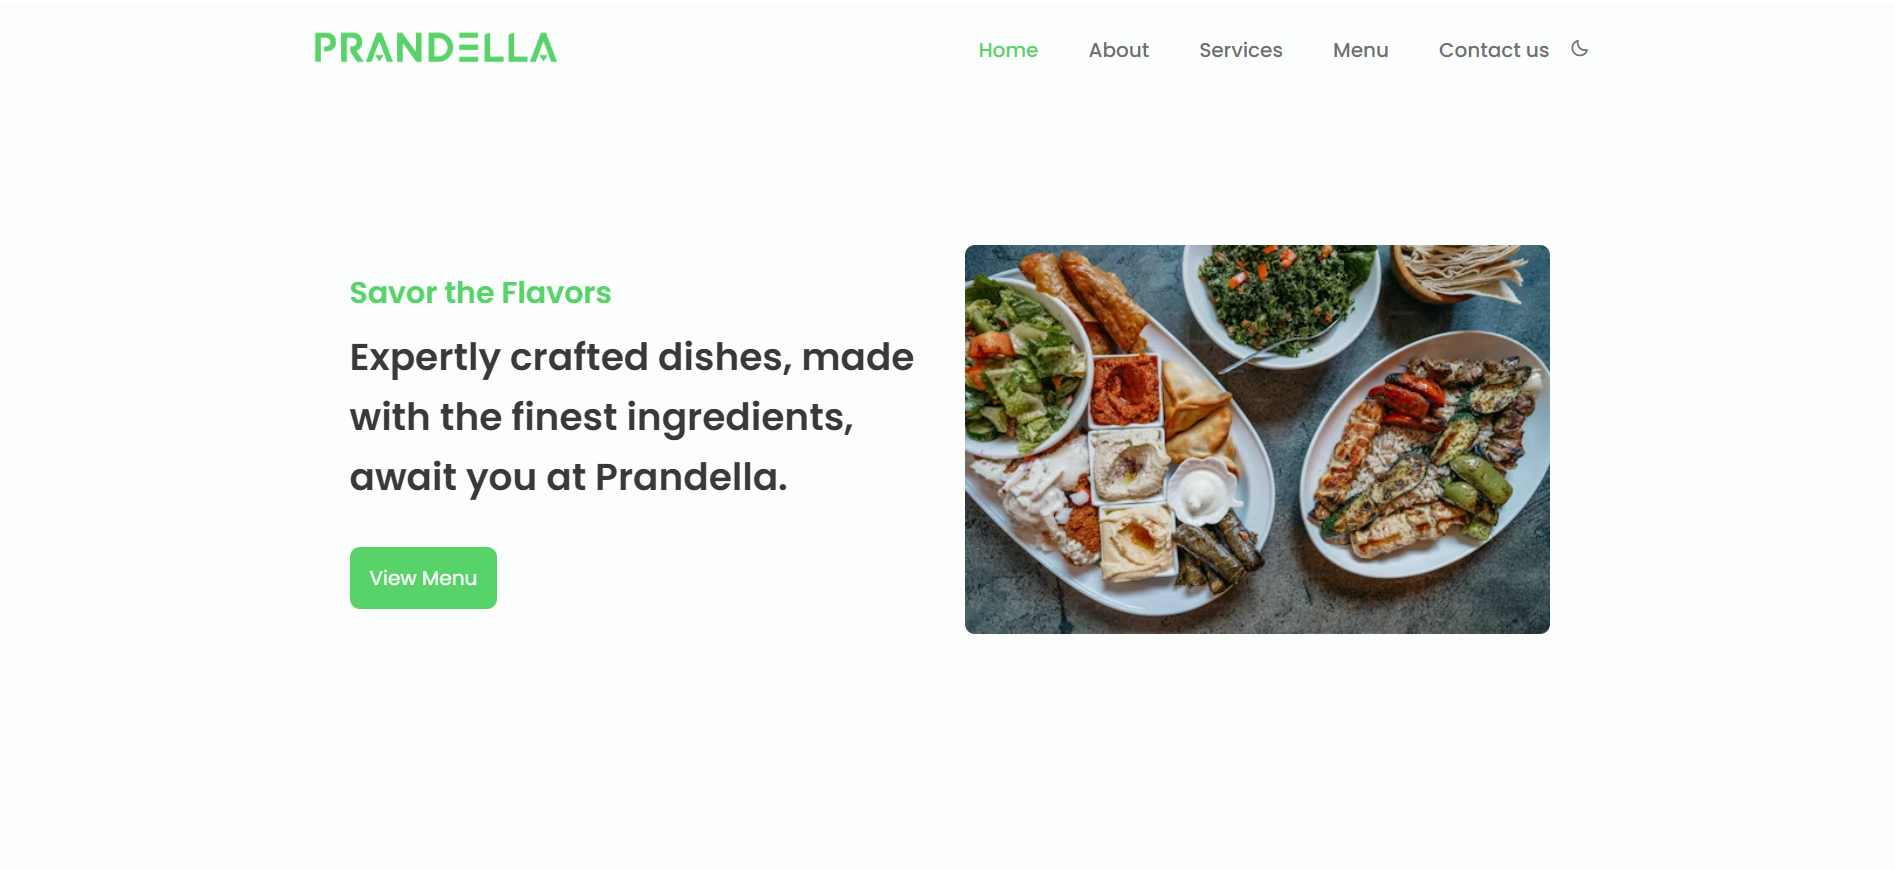 PRANDELLA
Home About Services Menu Contact us
Savor the Flavors
Expertly crafted dishes, made
with the finest ingredients,
await you at Prandella.
View Menu